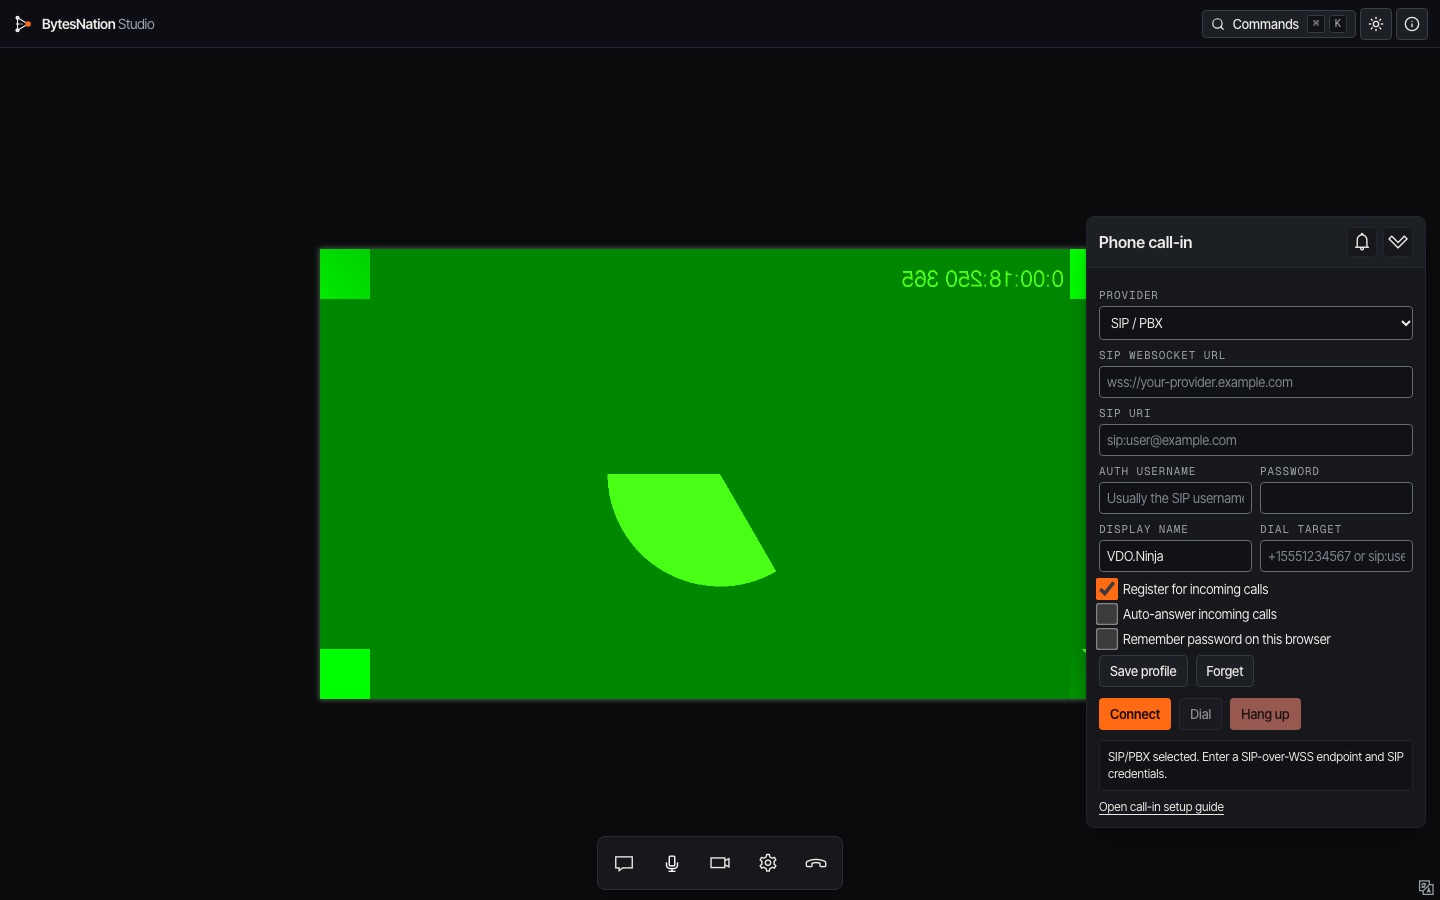 BytesNation Studio
Commands ⌘ K
0:00:18:250 365
Phone call-in
PROVIDER
SIP / PBX
SIP WEBSOCKET URL
wss://your-provider.example.com
SIP URI
sip:user@example.com
AUTH USERNAME PASSWORD
Usually the SIP username
DISPLAY NAME DIAL TARGET
VDO.Ninja +15551234567 or sip:use
Register for incoming calls
Auto-answer incoming calls
Remember password on this browser
Save profile Forget
Connect Dial Hang up
SIP/PBX selected. Enter a SIP-over-WSS endpoint and SIP
credentials.
Open call-in setup guide